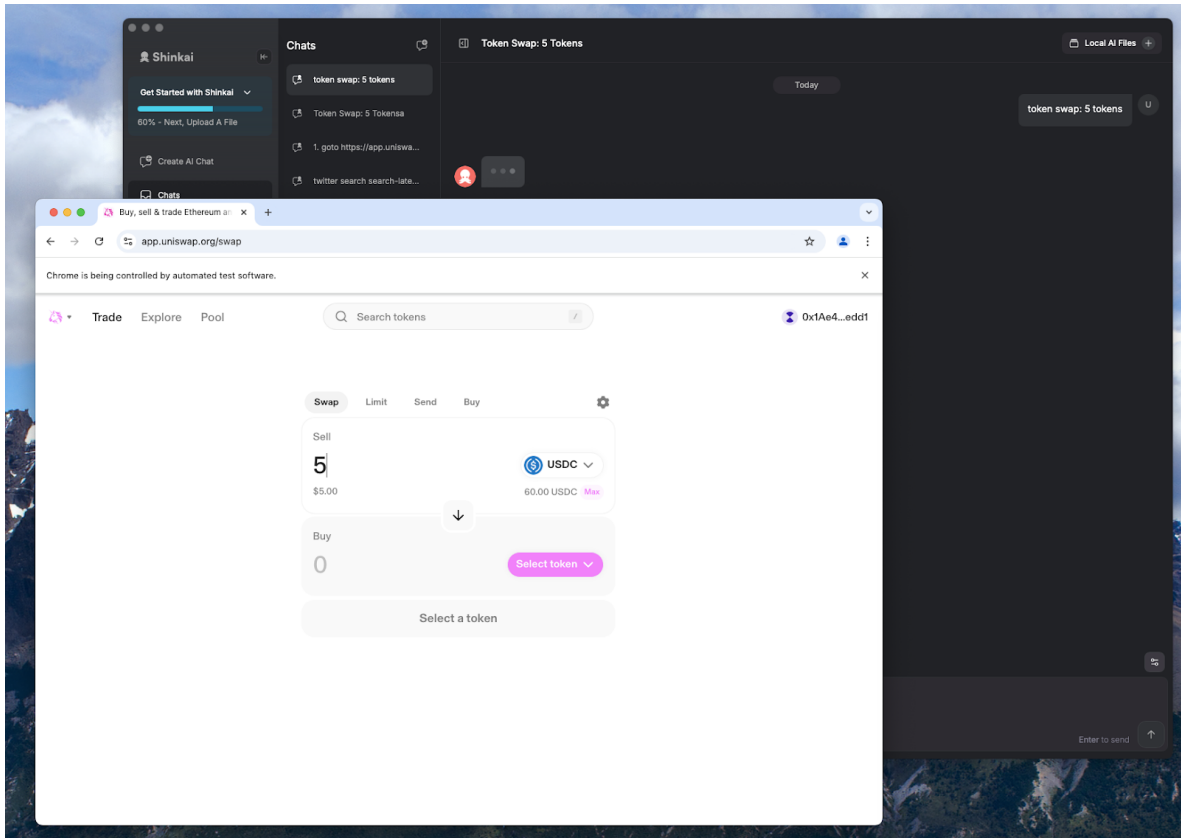 Shinkai
Get Started with Shinkai
60% - Next, Upload A File
Create AI Chat
Chats
Chats
token swap: 5 tokens
Token Swap: 5 Tokensa
1. goto https://app.uniswa...
twitter search search-late...
Token Swap: 5 Tokens
Local AI Files
Today
token swap: 5 tokens
U
Enter to send
Buy, sell & trade Ethereum an
app.uniswap.org/swap
Chrome is being controlled by automated test software.
Trade
Explore
Pool
Search tokens
/
0x1Ae4...edd1
Swap
Limit
Send
Buy
Sell
5
USDC
$5.00
60.00 USDC
Max
Buy
0
Select token
Select a token